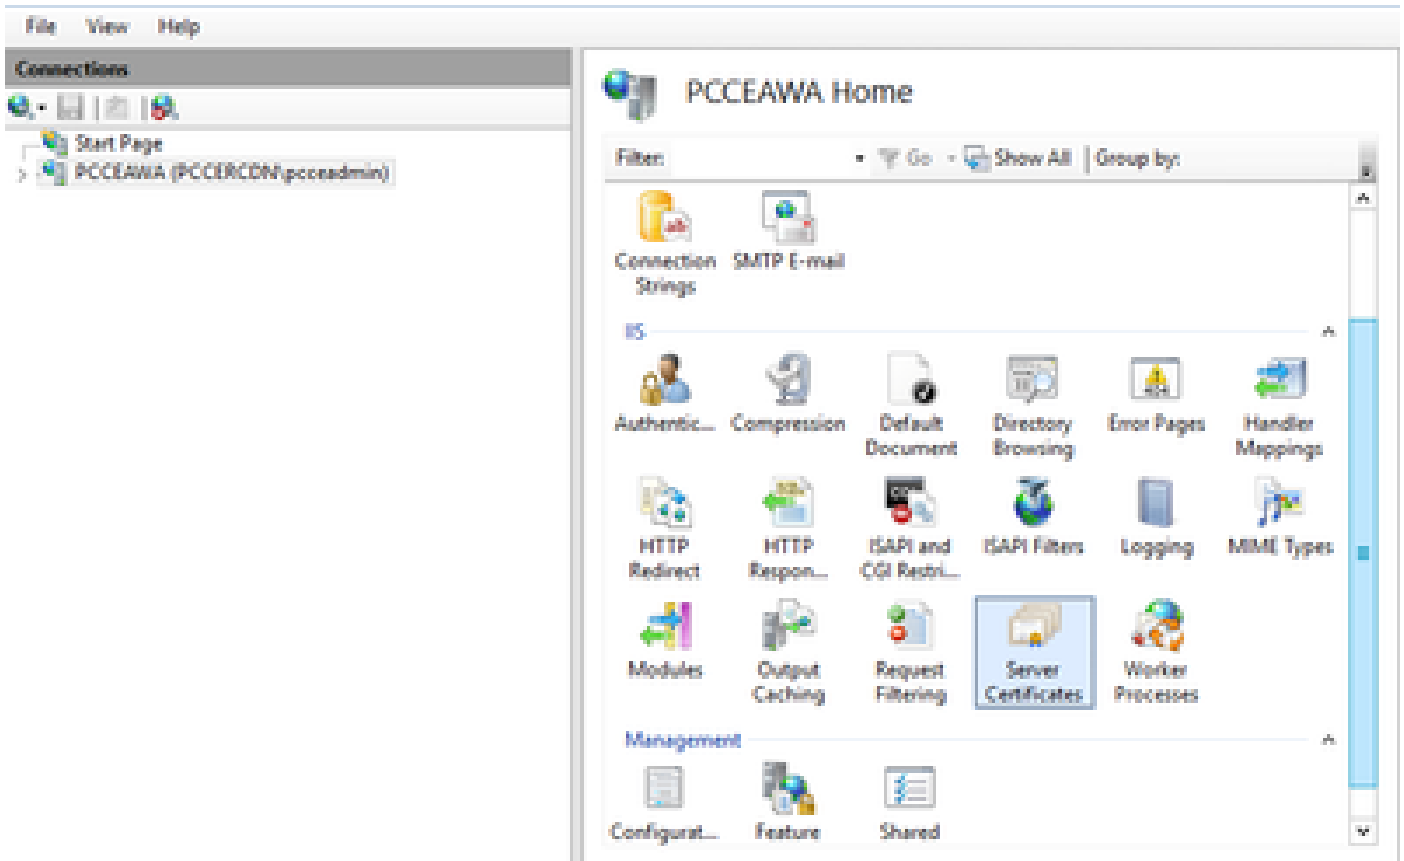 File View Help
Connections
Start Page
PCCEAWA (PCCERCDN\pcceadmin)
PCCEAWA Home
Filter: Go Show All Group by:
Connection Strings
SMTP E-mail
IIS
Authentic...
Compression
Default Document
Directory Browsing
Error Pages
Handler Mappings
HTTP Redirect
HTTP Respon...
ISAPI and CGI Restri...
ISAPI Filters
Logging
MIME Types
Modules
Output Caching
Request Filtering
Server Certificates
Worker Processes
Management
Configurat...
Feature
Shared